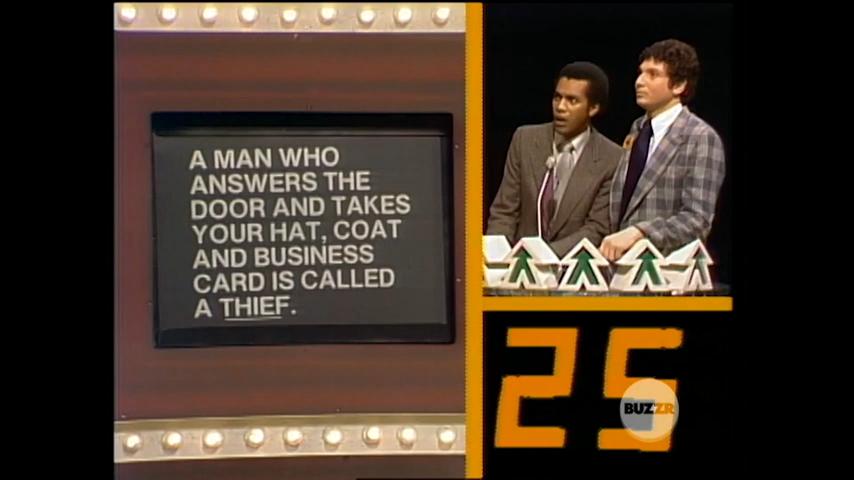 A MAN WHO
ANSWERS THE
DOOR AND TAKES
YOUR HAT, COAT
AND BUSINESS
CARD IS CALLED
A THIEF.
25
BUZZR